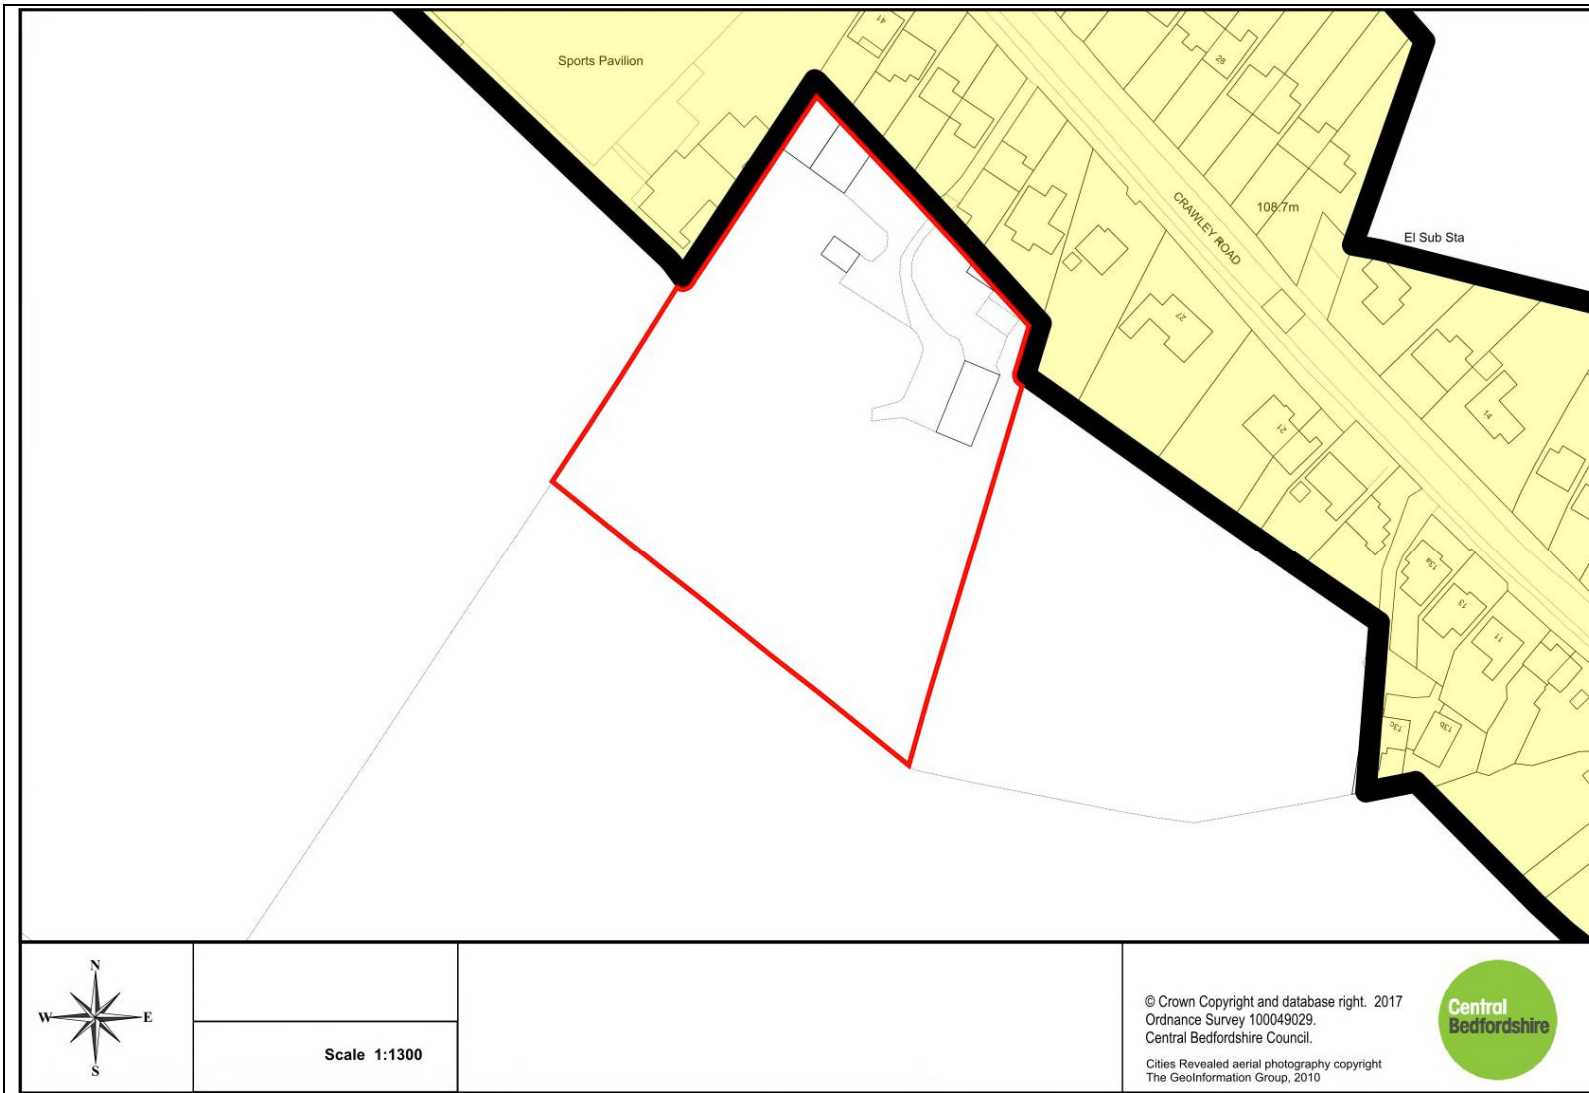 Sports Pavilion
41
28
CRAWLEY ROAD
108.7m
El Sub Sta
27
21
14
13a
13
11
13c
13b
N
W E
S
Scale 1:1300
© Crown Copyright and database right. 2017
Ordnance Survey 100049029.
Central Bedfordshire Council.
Cities Revealed aerial photography copyright
The GeoInformation Group, 2010
Central
Bedfordshire